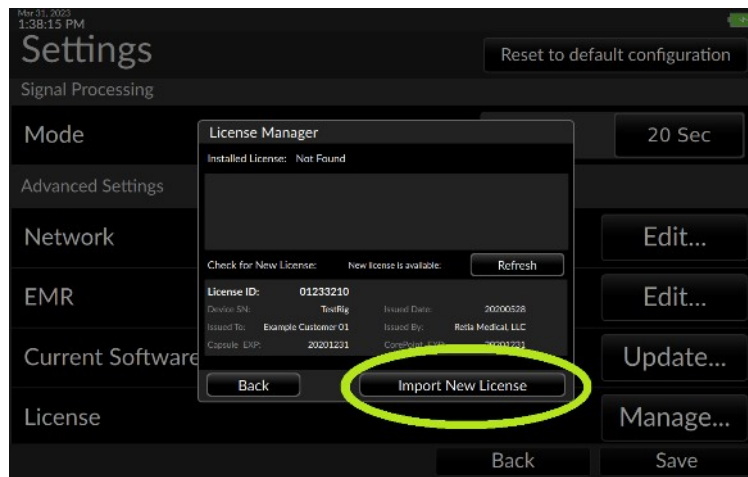 Mar 31, 2023
1:38:15 PM
Settings
Reset to default configuration
Signal Processing
Mode
20 Sec
License Manager
Installed License: Not Found
Advanced Settings
Network
Edit...
Check for New License: New license is available: Refresh
EMR
Edit...
License ID: 01233210
Device SN: TestRig Issued Date: 20200528
Issued To: Example Customer 01 Issued By: Retia Medical, LLC
Capsule EXP: 20201231 CorePoint EXP: 20201231
Current Software
Update...
Back
Import New License
License
Manage...
Back
Save